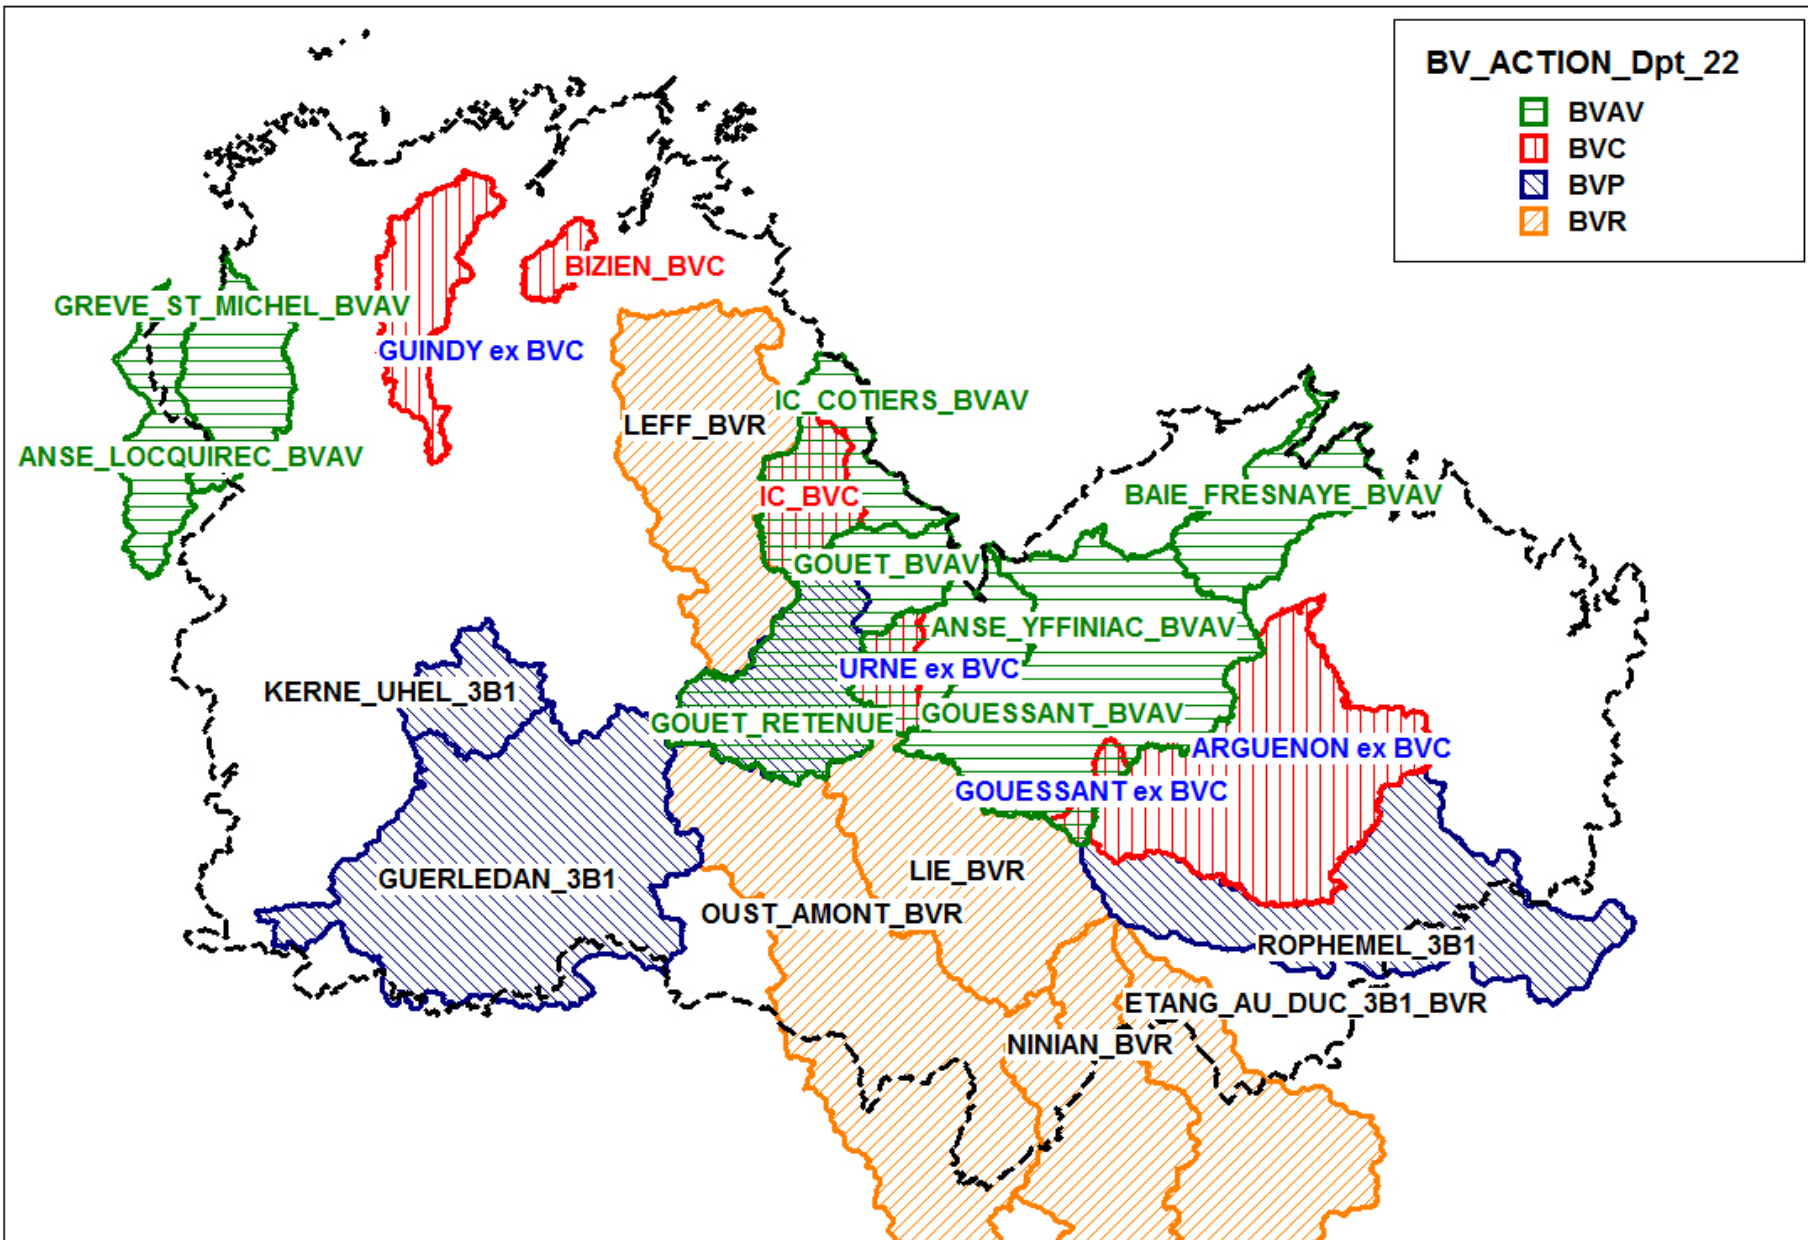 BV_ACTION_Dpt_22
BVAV
BVC
BVP
BVR
BIZIEN_BVC
GREVE_ST_MICHEL_BVAV
GUINDY ex BVC
IC_COTIERS_BVAV
LEFF_BVR
ANSE_LOCQUIREC_BVAV
IC_BVC
BAIE_FRESNAYE_BVAV
GOUET_BVAV
ANSE_YFFINIAC_BVAV
URNE ex BVC
KERNE_UHEL_3B1
GOUESSANT_BVAV
GOUET_RETENUE_
ARGUENON ex BVC
GOUESSANT ex BVC
LIE_BVR
GUERLEDAN_3B1
OUST_AMONT_BVR
ROPHEMEL_3B1
ETANG_AU_DUC_3B1_BVR
NINIAN_BVR